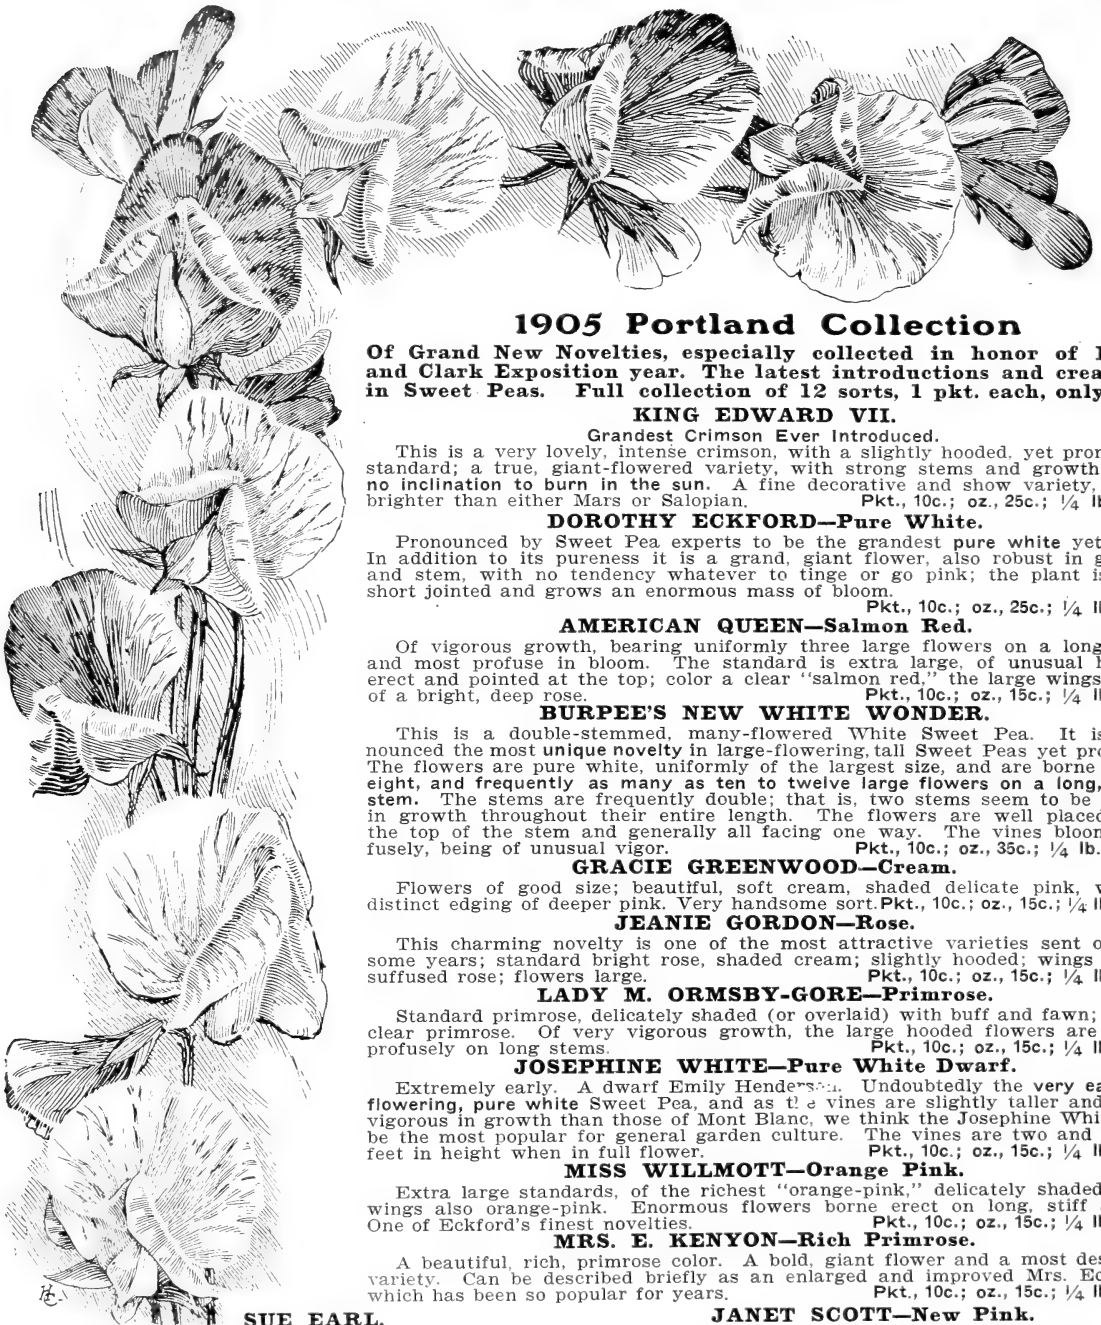 1905 Portland Collection
Of Grand New Novelties, especially collected in honor of
and Clark Exposition year. The latest introductions and
in Sweet Peas. Full collection of 12 sorts, 1 pkt. each, only
KING EDWARD VII.
Grandest Crimson Ever Introduced.
This is a very lovely, intense crimson, with a slightly hooded, yet
standard; a true, giant-flowered variety, with strong stems and growth
no inclination to burn in the sun. A fine decorative and show variety,
brighter than either Mars or Salopian. Pkt., 10c.; oz., 25c.; ¼
DOROTHY ECKFORD—Pure White.
Pronounced by Sweet Pea experts to be the grandest pure white yet
In addition to its pureness it is a grand, giant flower, also robust in
and stem, with no tendency whatever to tinge or go pink; the plant
short jointed and grows an enormous mass of bloom.
Pkt., 10c.; oz., 25c.; ¼
AMERICAN QUEEN—Salmon Red.
Of vigorous growth, bearing uniformly three large flowers on a long
and most profuse in bloom. The standard is extra large, of unusual
erect and pointed at the top; color a clear "salmon red," the large wings
of a bright, deep rose. Pkt., 10c.; oz., 15c.; ¼
BURPEE'S NEW WHITE WONDER.
This is a double-stemmed, many-flowered White Sweet Pea. It is
nounced the most unique novelty in large-flowering, tall Sweet Peas yet
The flowers are pure white, uniformly of the largest size, and are borne
eight, and frequently as many as ten to twelve large flowers on a long,
stem. The stems are frequently double; that is, two stems seem to be
in growth throughout their entire length. The flowers are well placed
the top of the stem and generally all facing one way. The vines bloom
fusely, being of unusual vigor. Pkt., 10c.; oz., 35c.; ¼ lb.
GRACIE GREENWOOD—Cream.
Flowers of good size; beautiful, soft cream, shaded delicate pink,
distinct edging of deeper pink. Very handsome sort. Pkt., 10c.; oz., 15c.; ¼
JEANIE GORDON—Rose.
This charming novelty is one of the most attractive varieties sent
some years; standard bright rose, shaded cream; slightly hooded; wings
suffused rose; flowers large. Pkt., 10c.; oz., 15c.; ¼
LADY M. ORMSBY-GORE—Primrose.
Standard primrose, delicately shaded (or overlaid) with buff and fawn;
clear primrose. Of very vigorous growth, the large hooded flowers are
profusely on long stems. Pkt., 10c.; oz., 15c.; ¼
JOSEPHINE WHITE—Pure White Dwarf.
Extremely early. A dwarf Emily Henderson. Undoubtedly the very
flowering, pure white Sweet Pea, and as the vines are slightly taller and
vigorous in growth than those of Mont Blanc, we think the Josephine
be the most popular for general garden culture. The vines are two and
feet in height when in full flower. Pkt., 10c.; oz., 15c.; ¼
MISS WILLMOTT—Orange Pink.
Extra large standards, of the richest "orange-pink," delicately shaded
wings also orange-pink. Enormous flowers borne erect on long, stiff
One of Eckford's finest novelties. Pkt., 10c.; oz., 15c.; ¼
MRS. E. KENYON—Rich Primrose.
A beautiful, rich, primrose color. A bold, giant flower and a most
variety. Can be described briefly as an enlarged and improved Mrs.
which has been so popular for years. Pkt., 10c.; oz., 15c.; ¼
SUE EARL. JANET SCOTT—New Pink.